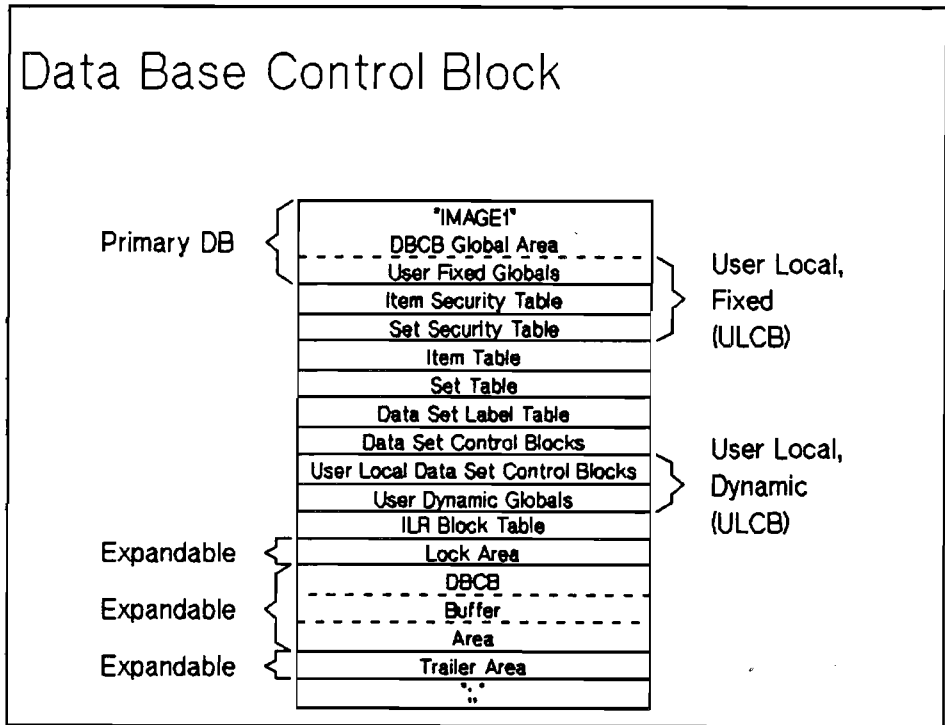 Data Base Control Block
Primary DB
"IMAGE1"
DBCB Global Area
User Fixed Globals
Item Security Table
Set Security Table
User Local,
Fixed
(ULCB)
Item Table
Set Table
Data Set Label Table
Data Set Control Blocks
User Local Data Set Control Blocks
User Dynamic Globals
User Local,
Dynamic
(ULCB)
ILR Block Table
Expandable
Lock Area
Expandable
DBCB
Buffer
Area
Expandable
Trailer Area
";;"